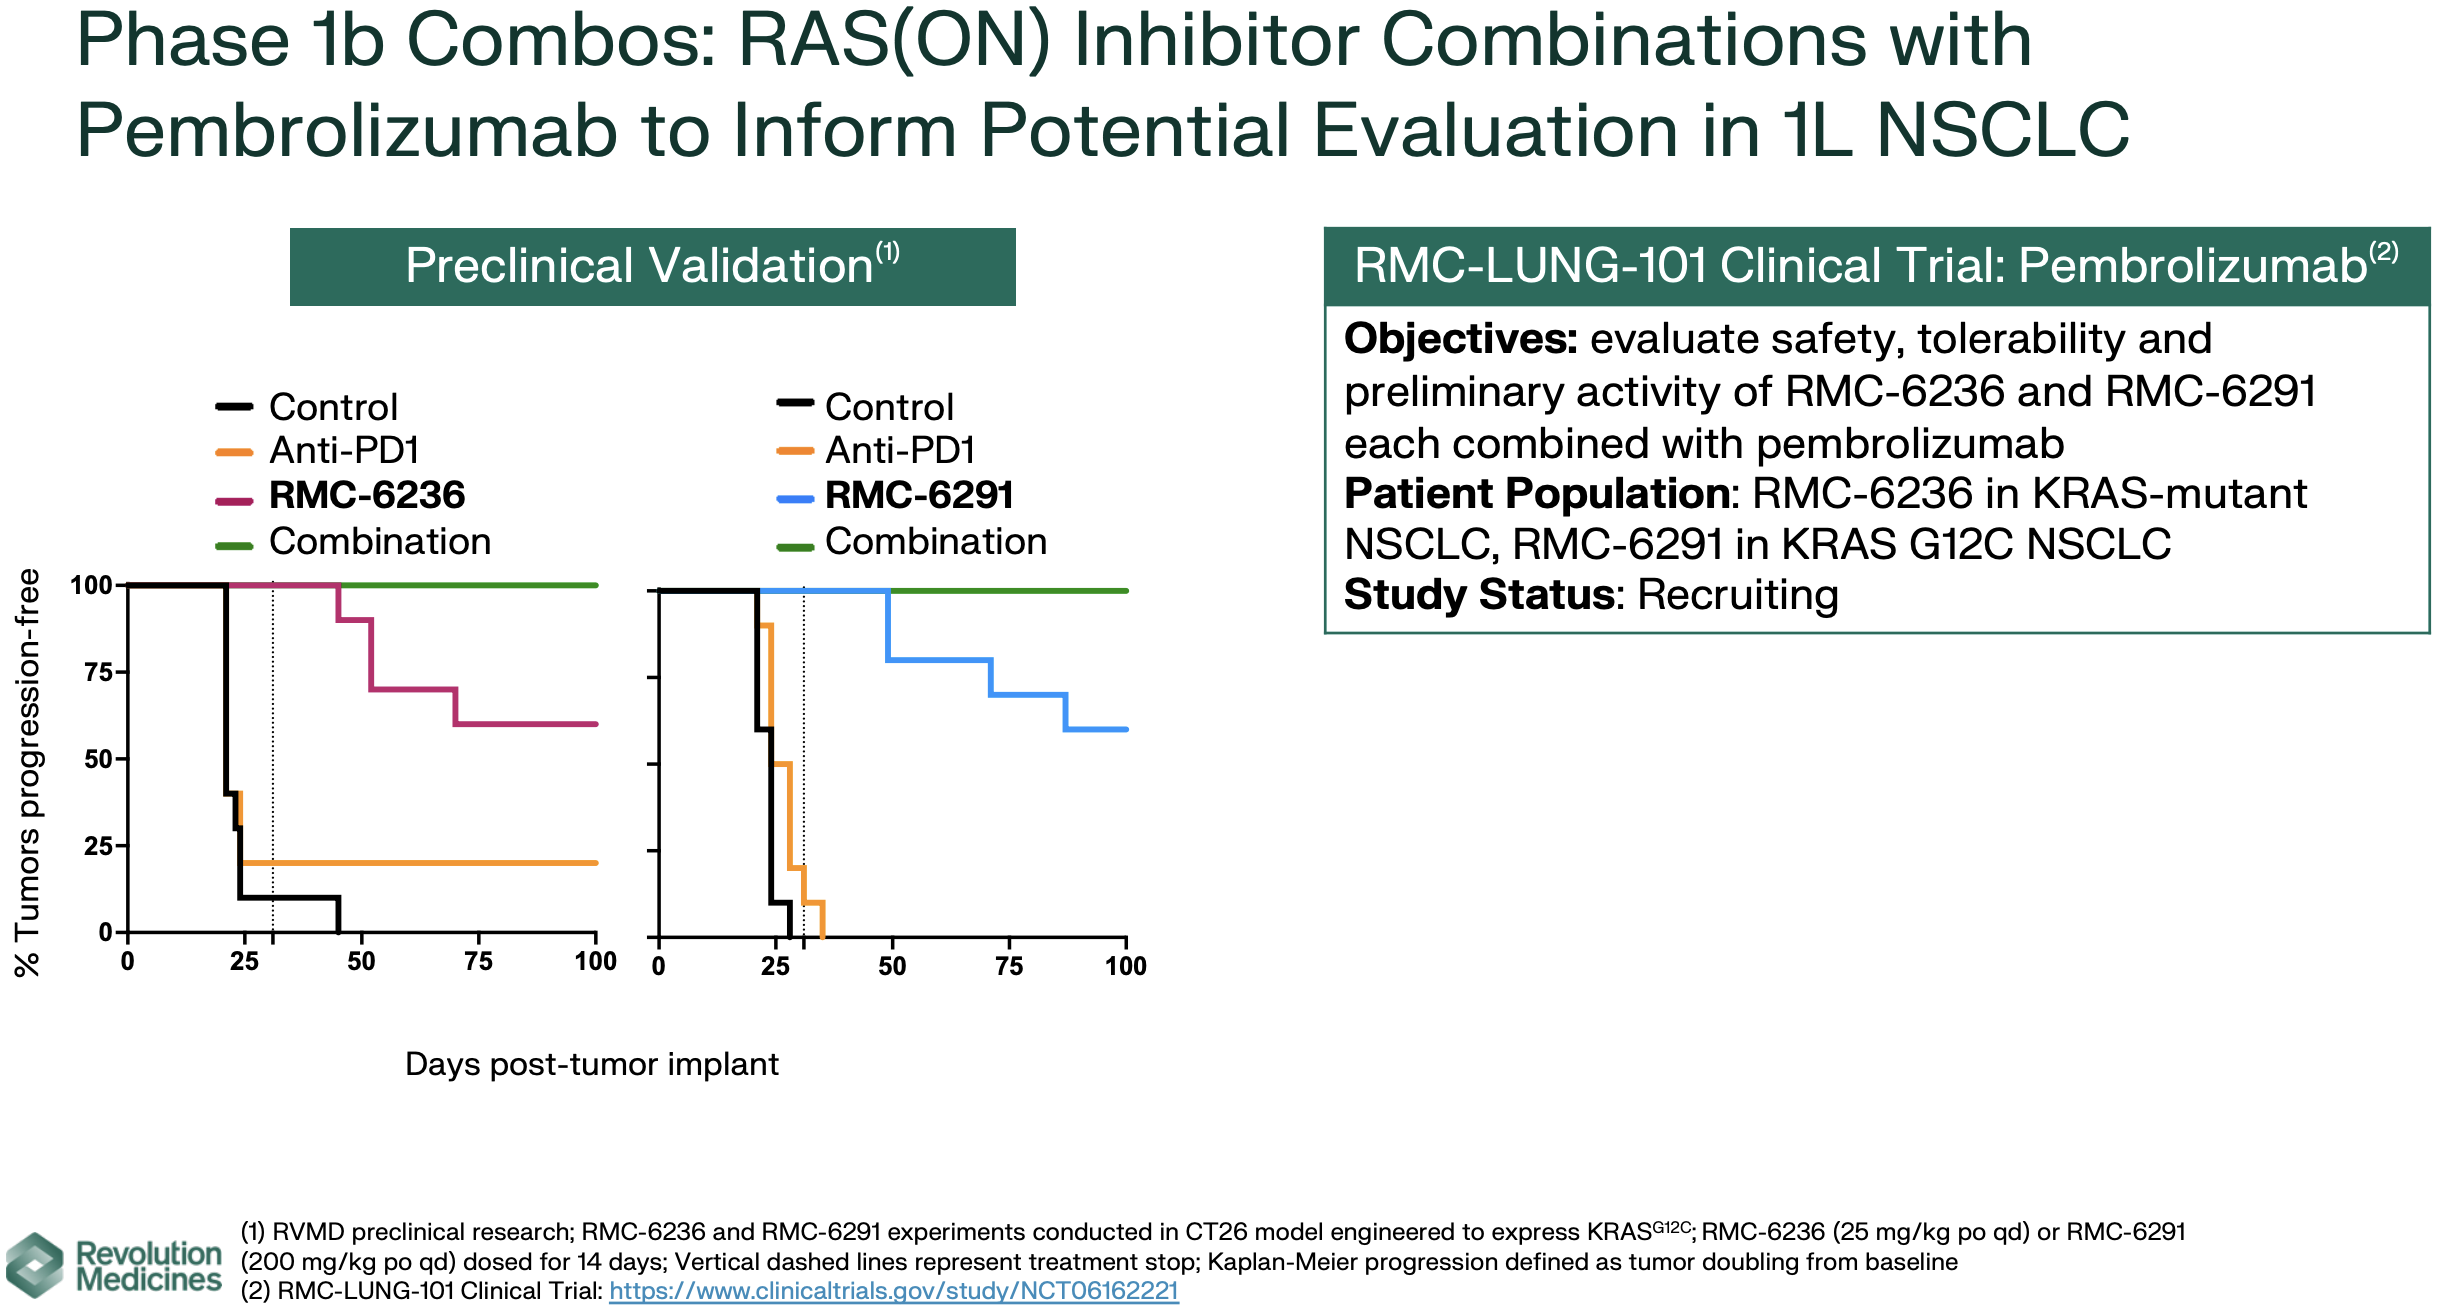 Phase 1b Combos: RAS(ON) Inhibitor Combinations with
Pembrolizumab to Inform Potential Evaluation in 1L NSCLC
Preclinical Validation(1)
Control
Anti-PD1
RMC-6236
Combination
% Tumors progression-free
100
75
50
25
0
0 25 50 75 100
Control
Anti-PD1
RMC-6291
Combination
0 25 50 75 100
Days post-tumor implant
RMC-LUNG-101 Clinical Trial: Pembrolizumab(2)
Objectives: evaluate safety, tolerability and
preliminary activity of RMC-6236 and RMC-6291
each combined with pembrolizumab
Patient Population: RMC-6236 in KRAS-mutant
NSCLC, RMC-6291 in KRAS G12C NSCLC
Study Status: Recruiting
Revolution
Medicines
(1) RVMD preclinical research; RMC-6236 and RMC-6291 experiments conducted in CT26 model engineered to express KRASG12C; RMC-6236 (25 mg/kg po qd) or RMC-6291
(200 mg/kg po qd) dosed for 14 days; Vertical dashed lines represent treatment stop; Kaplan-Meier progression defined as tumor doubling from baseline
(2) RMC-LUNG-101 Clinical Trial: https://www.clinicaltrials.gov/study/NCT06162221